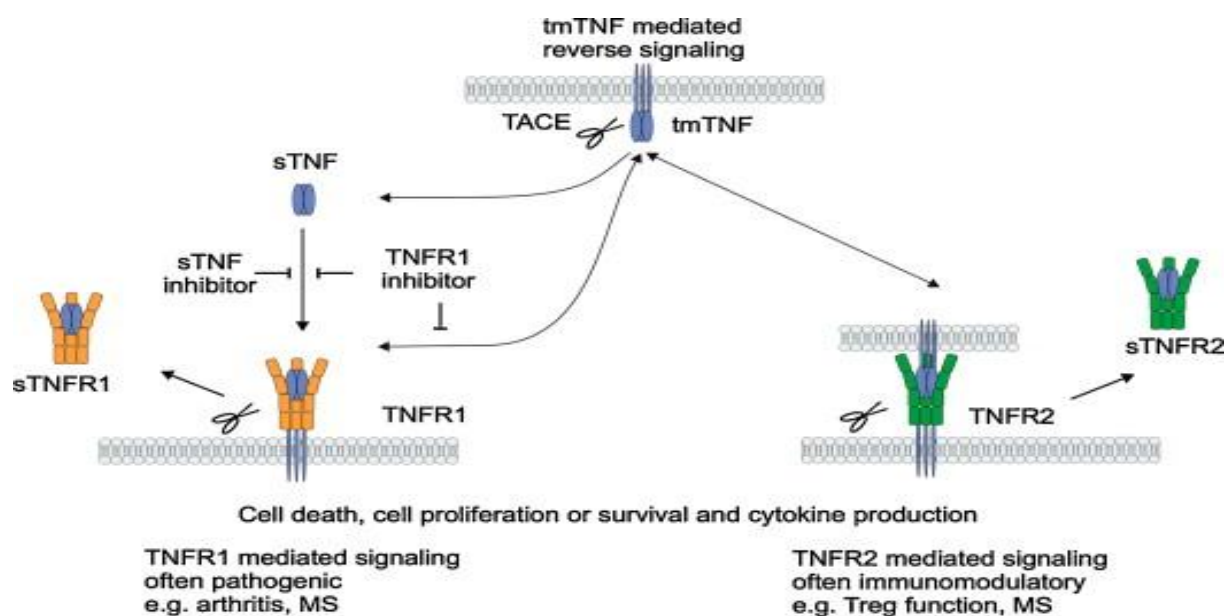 tmTNF mediated
reverse signaling
TACE
tmTNF
sTNF
sTNF
inhibitor
TNFR1
inhibitor
sTNFR1
TNFR1
sTNFR2
TNFR2
Cell death, cell proliferation or survival and cytokine production
TNFR1 mediated signaling
often pathogenic
e.g. arthritis, MS
TNFR2 mediated signaling
often immunomodulatory
e.g. Treg function, MS